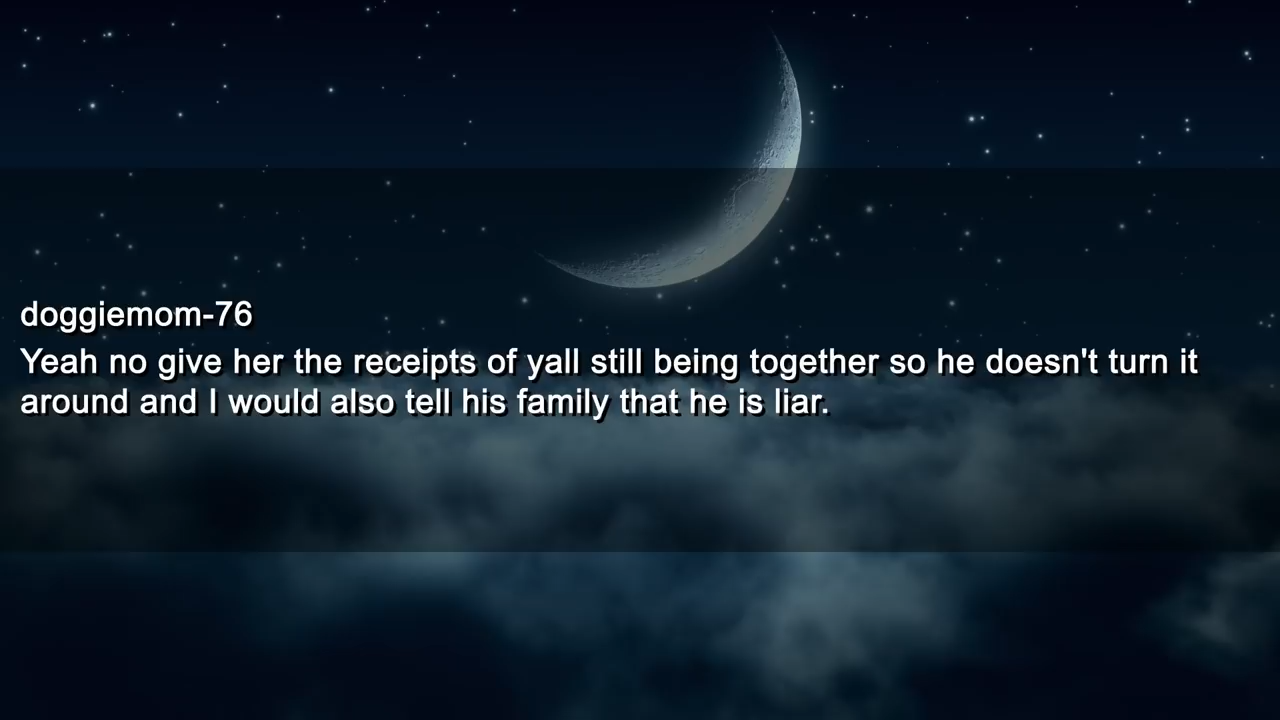 doggiemom-76
Yeah no give her the receipts of yall still being together so he doesn't turn it
around and I would also tell his family that he is liar.